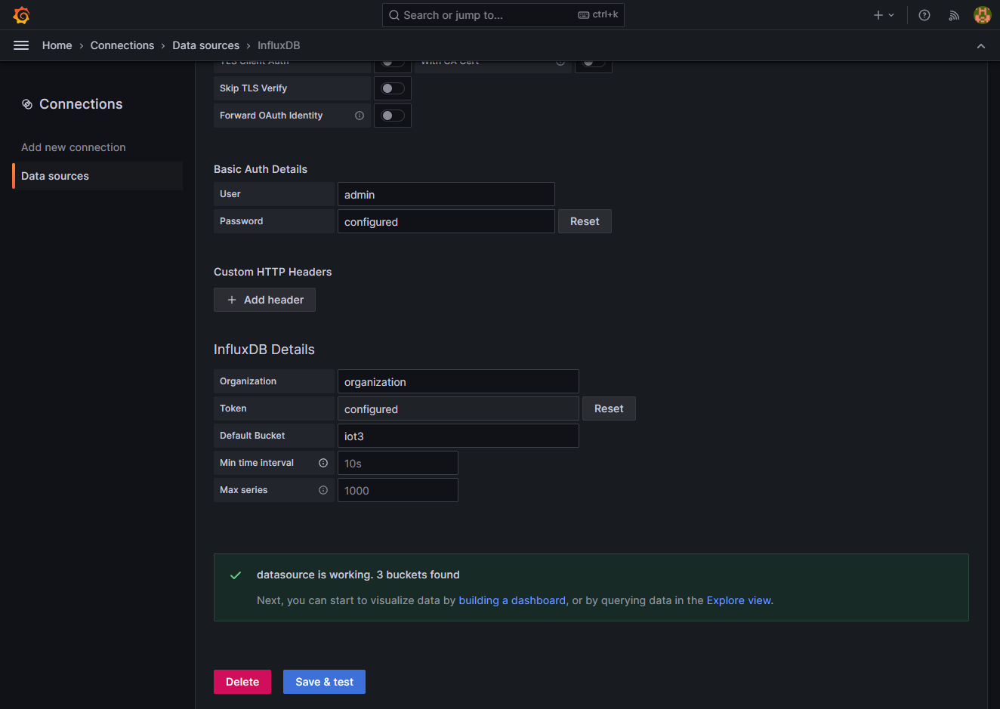 Search or jump to... ctrl+k
Home › Connections › Data sources › InfluxDB
TLS Client Auth With CA Cert
Connections
Skip TLS Verify
Forward OAuth Identity
Add new connection
Data sources
Basic Auth Details
User admin
Password configured Reset
Custom HTTP Headers
+ Add header
InfluxDB Details
Organization organization
Token configured Reset
Default Bucket iot3
Min time interval 10s
Max series 1000
datasource is working. 3 buckets found
Next, you can start to visualize data by building a dashboard, or by querying data in the Explore view.
Delete Save & test